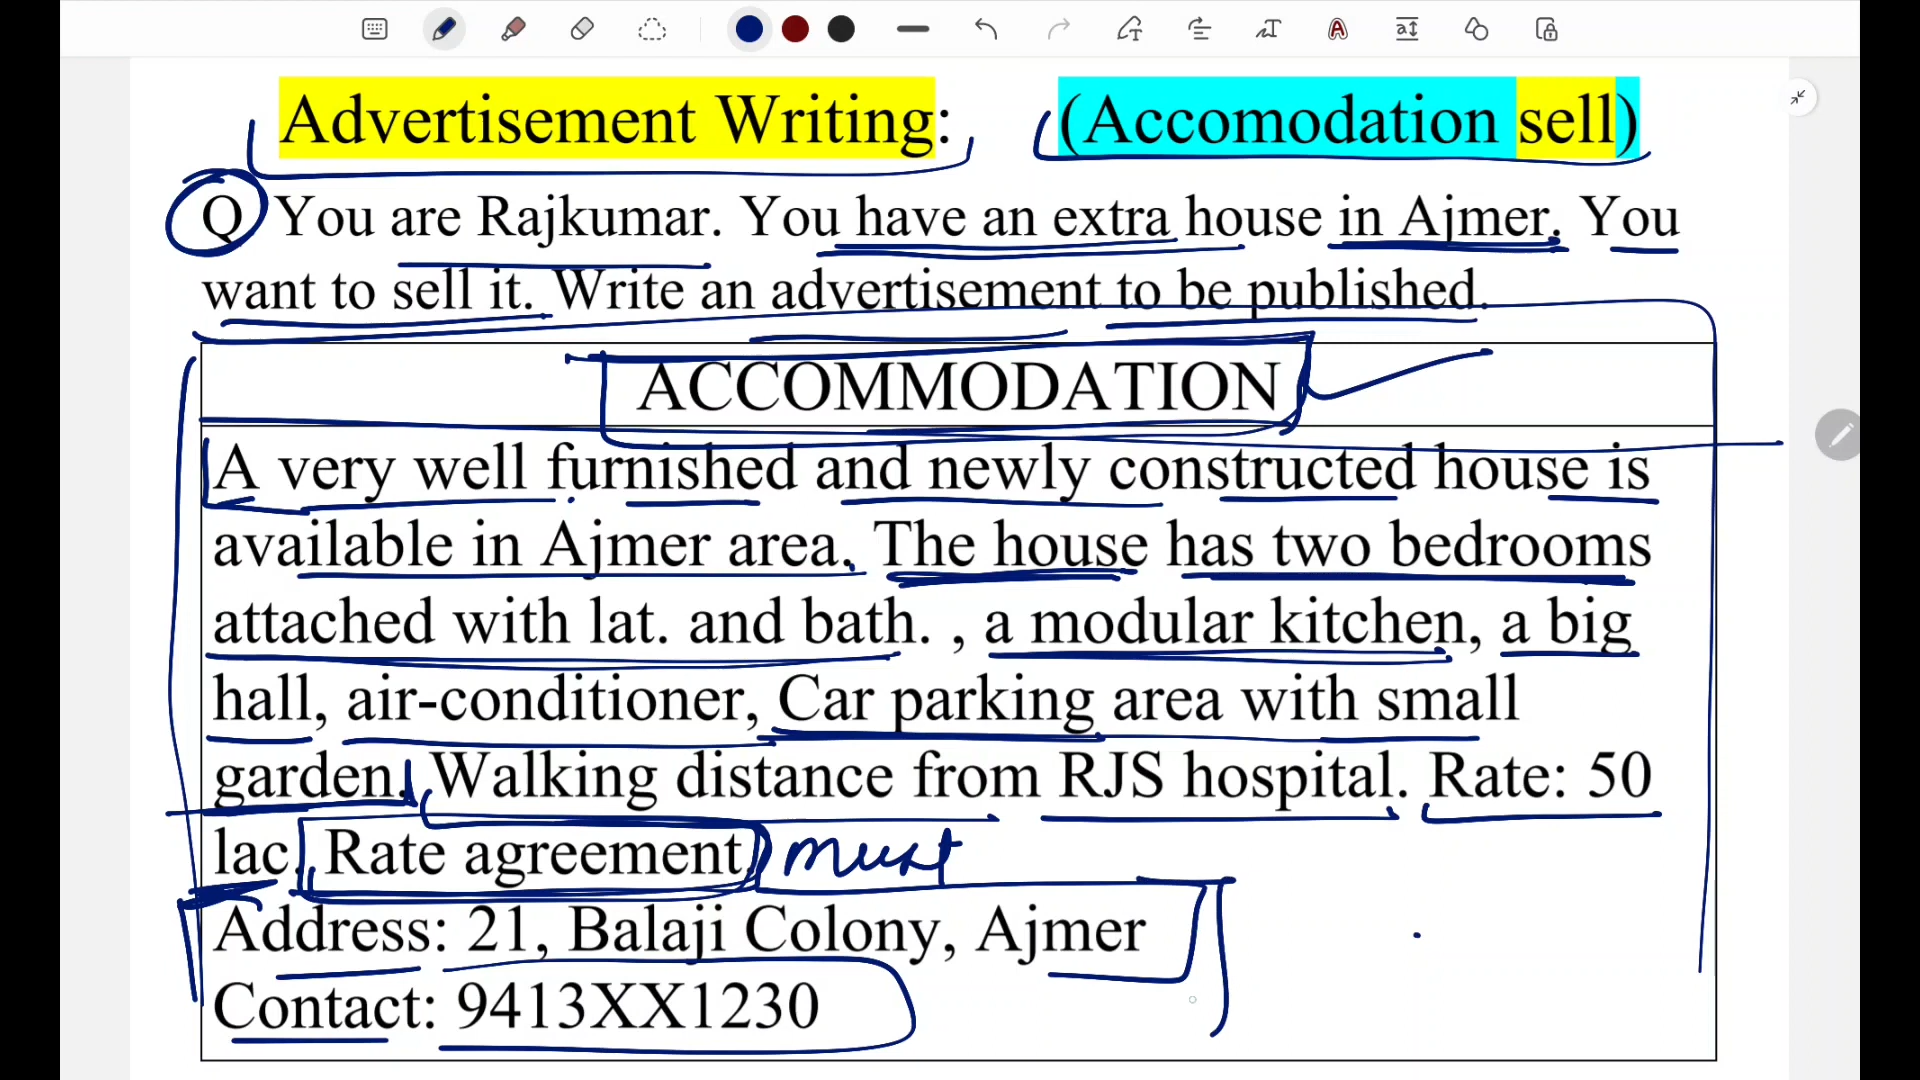 Advertisement Writing: (Accomodation sell)
Q You are Rajkumar. You have an extra house in Ajmer. You
want to sell it. Write an advertisement to be published.
ACCOMMODATION
A very well furnished and newly constructed house is
available in Ajmer area. The house has two bedrooms
attached with lat. and bath. , a modular kitchen, a big
hall, air-conditioner, Car parking area with small
garden. Walking distance from RJS hospital. Rate: 50
lac. Rate agreement. must
Address: 21, Balaji Colony, Ajmer
Contact: 9413XX1230